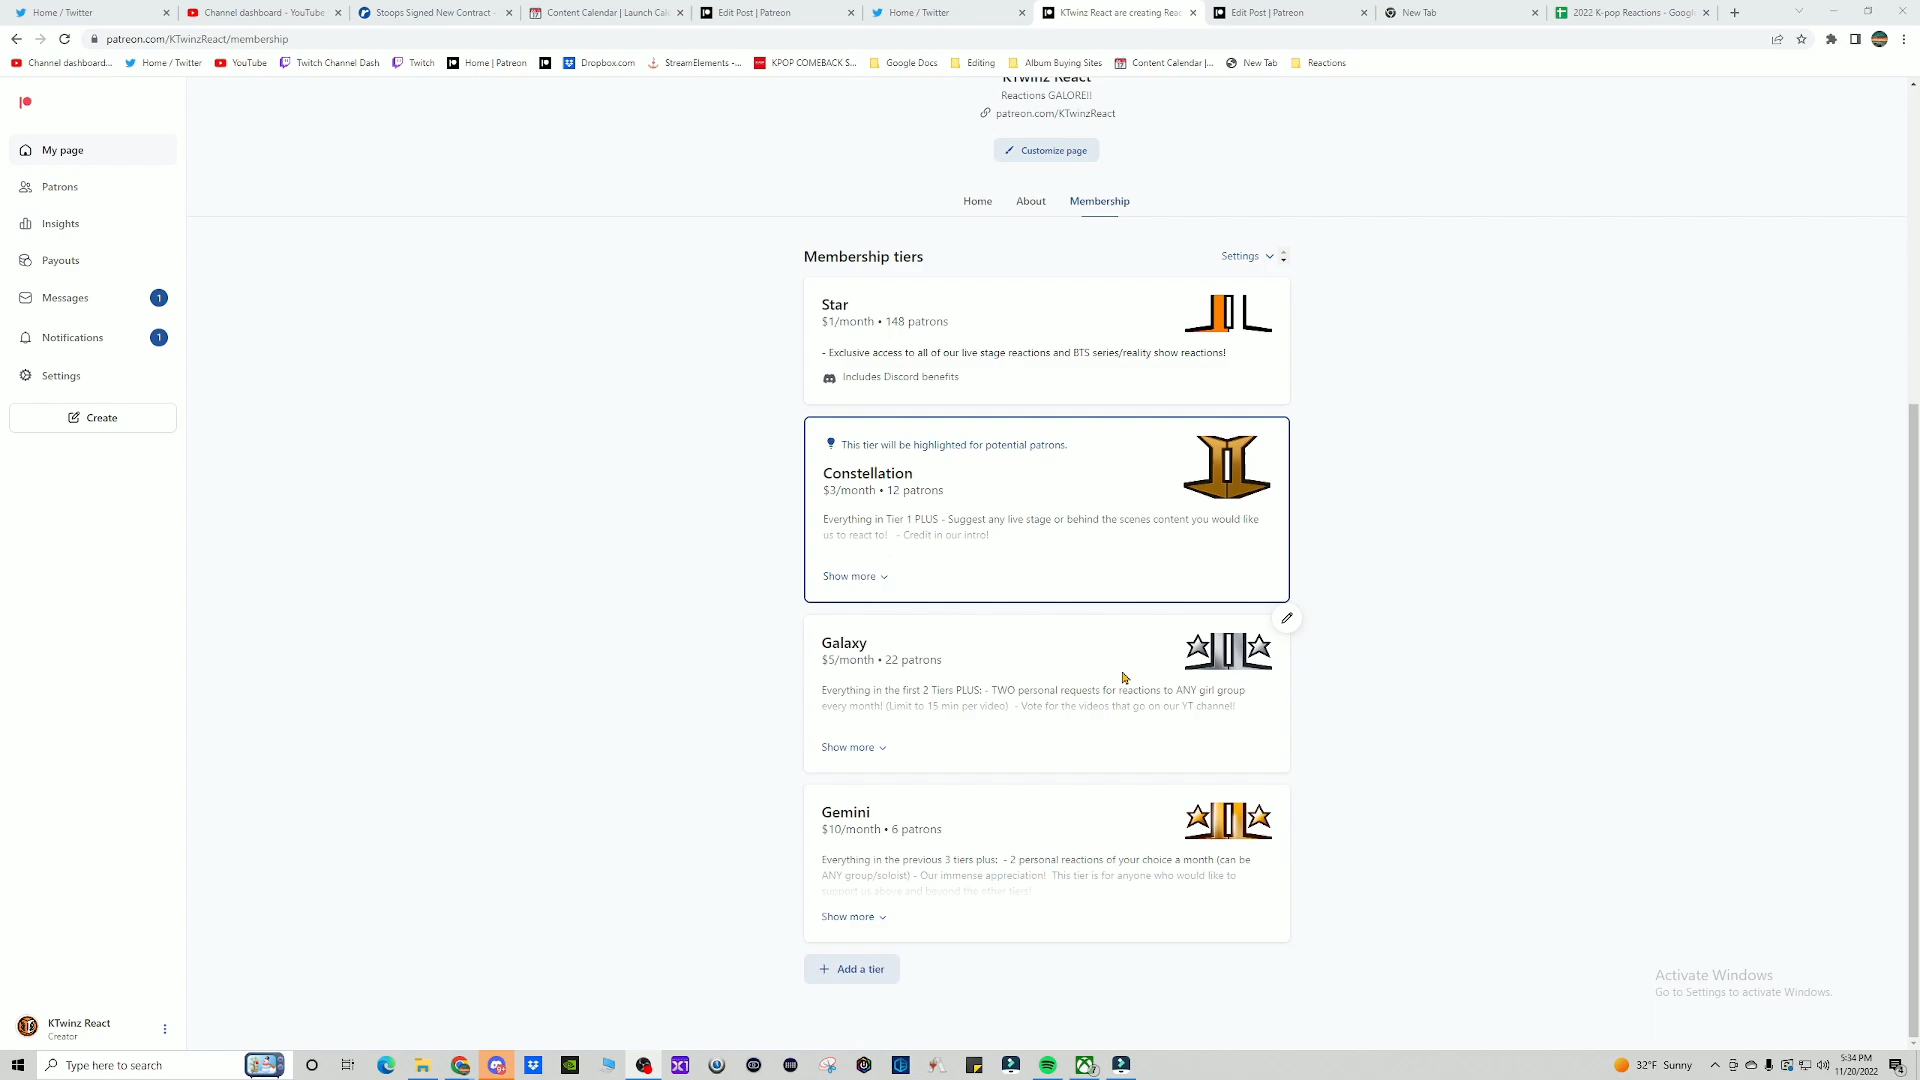 Home / Twitter
Channel dashboard - YouTube
Stoops Signed New Contract -
Content Calendar | Launch Cal
Edit Post | Patreon
Home / Twitter
KTwinz React are creating Reac
Edit Post | Patreon
New Tab
2022 K-pop Reactions - Googl
patreon.com/KTwinzReact/membership
Channel dashboard...
Home / Twitter
YouTube
Twitch Channel Dash
Twitch
Home | Patreon
Dropbox.com
StreamElements -...
KPOP COMEBACK S...
Google Docs
Editing
Album Buying Sites
Content Calendar |...
New Tab
Reactions
KTwinz React
Reactions GALORE!!
patreon.com/KTwinzReact
Customize page
My page
Patrons
Insights
Payouts
Messages 1
Notifications 1
Settings
Create
Home About Membership
Membership tiers
Settings
Star
$1/month • 148 patrons
- Exclusive access to all of our live stage reactions and BTS series/reality show reactions!
Includes Discord benefits
This tier will be highlighted for potential patrons.
Constellation
$3/month • 12 patrons
Everything in Tier 1 PLUS - Suggest any live stage or behind the scenes content you would like
us to react to! - Credit in our intro!
Show more
Galaxy
$5/month • 22 patrons
Everything in the first 2 Tiers PLUS: - TWO personal requests for reactions to ANY girl group
every month! (Limit to 15 min per video) - Vote for the videos that go on our YT channel!
Show more
Gemini
$10/month • 6 patrons
Everything in the previous 3 tiers plus: - 2 personal reactions of your choice a month (can be
ANY group/soloist) - Our immense appreciation! This tier is for anyone who would like to
support us above and beyond the other tiers!
Show more
+ Add a tier
Activate Windows
Go to Settings to activate Windows.
KTwinz React
Creator
Type here to search
32°F Sunny
5:34 PM
11/20/2022